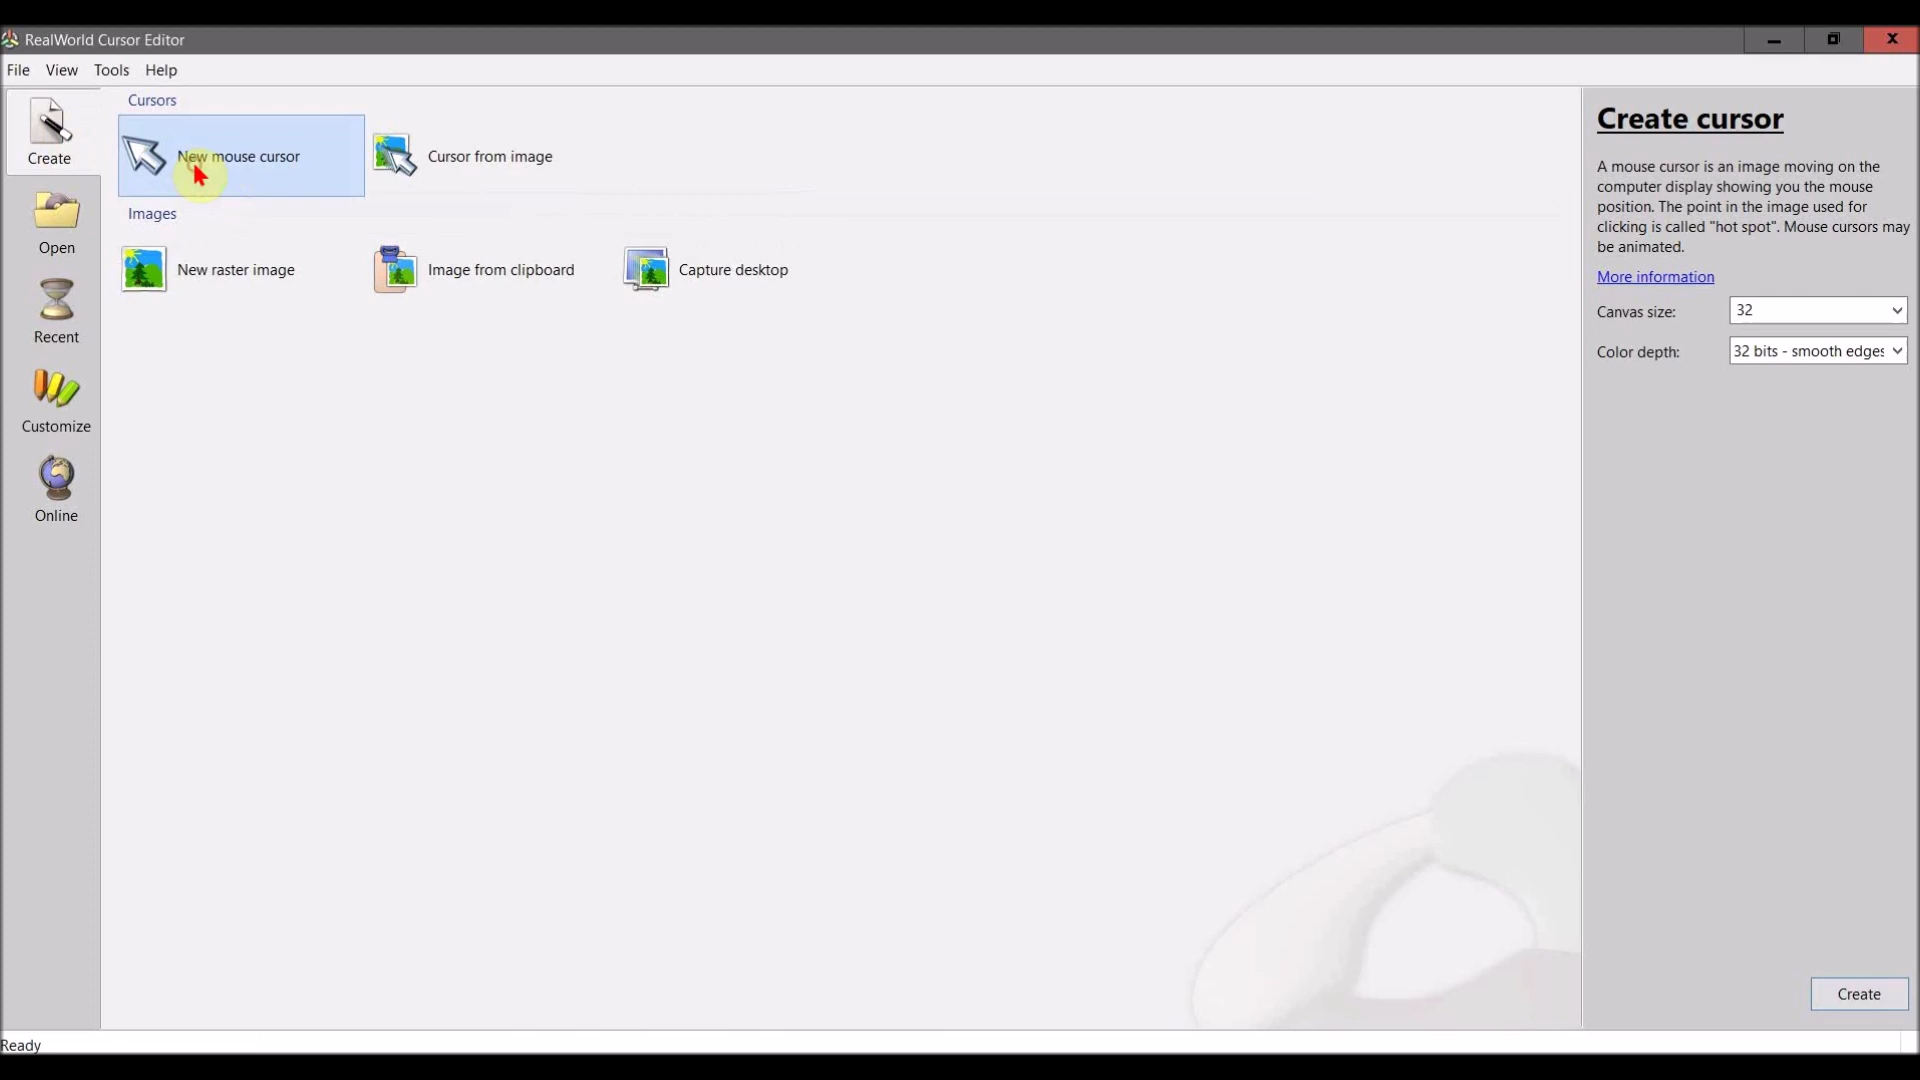 RealWorld Cursor Editor
File View Tools Help
Create
Open
Recent
Customize
Online
Cursors
New mouse cursor
Cursor from image
Images
New raster image
Image from clipboard
Capture desktop
Create cursor
A mouse cursor is an image moving on the
computer display showing you the mouse
position. The point in the image used for
clicking is called "hot spot". Mouse cursors may
be animated.
More information
Canvas size: 32
Color depth: 32 bits - smooth edges
Create
Ready